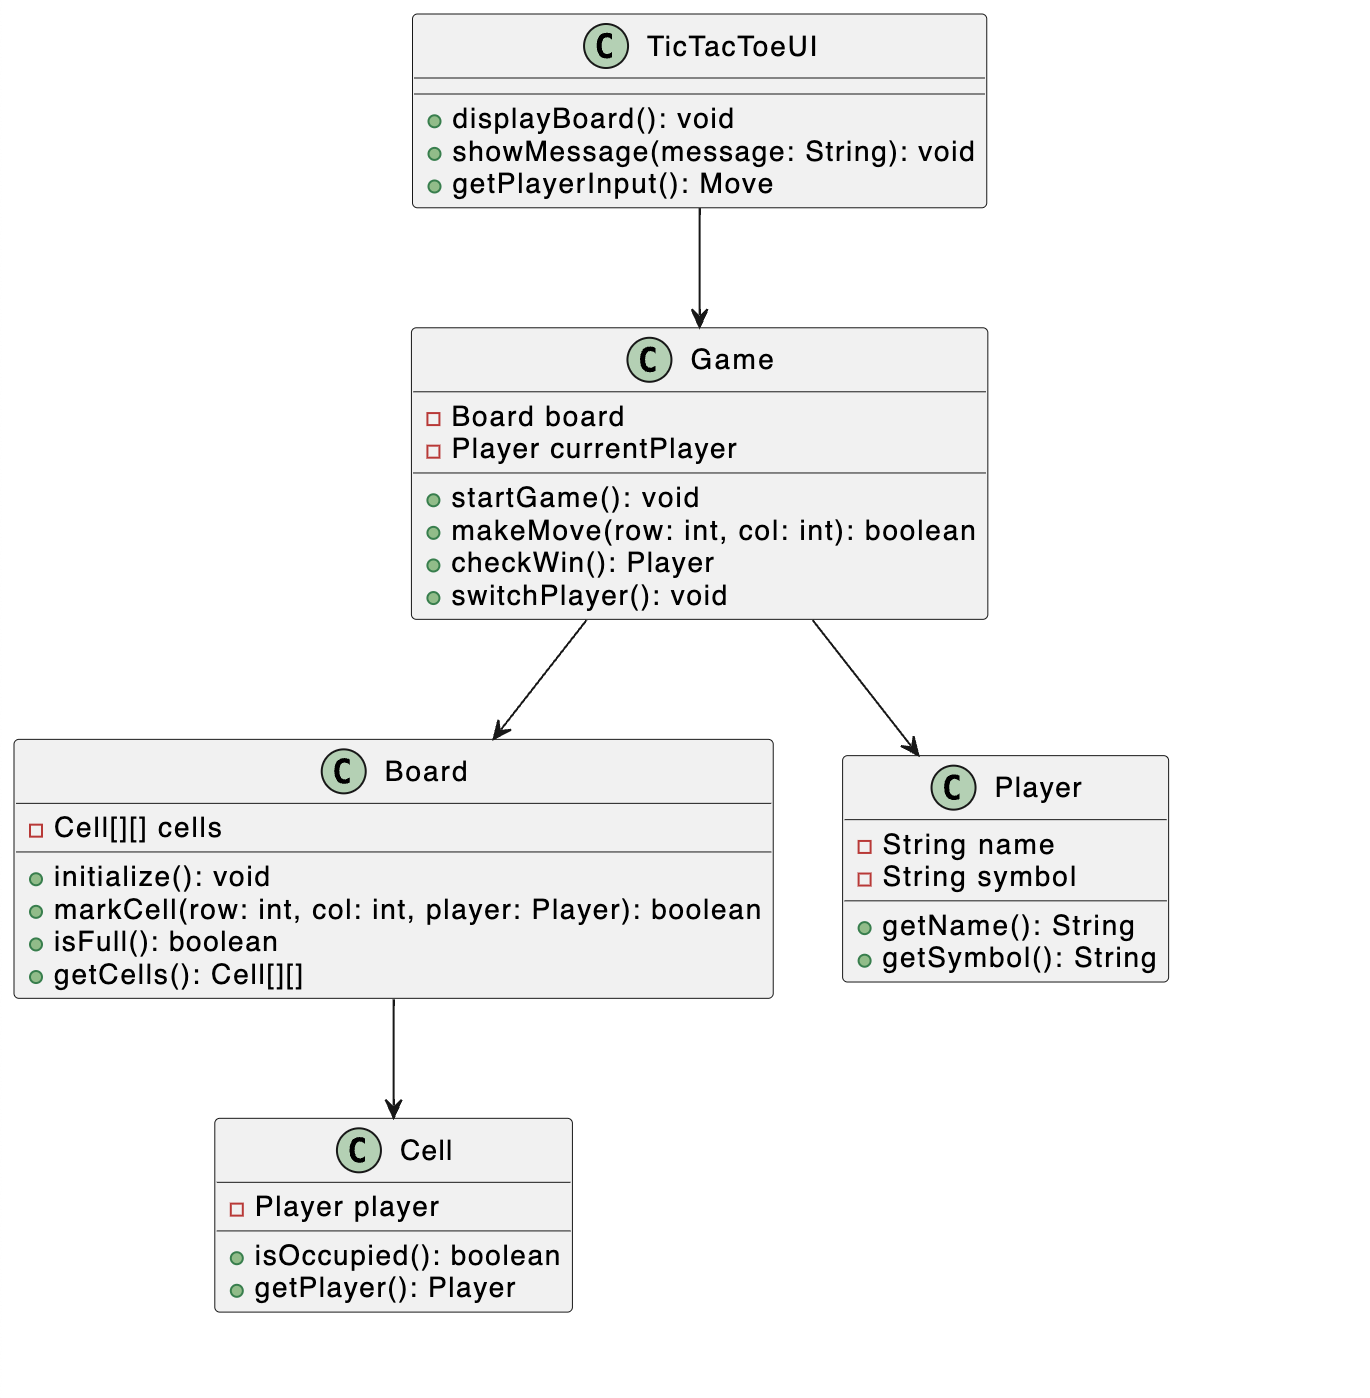 C TicTacToeUI
displayBoard(): void
showMessage(message: String): void
getPlayerInput(): Move
C Game
Board board
Player currentPlayer
startGame(): void
makeMove(row: int, col: int): boolean
checkWin(): Player
switchPlayer(): void
C Board
Cell[][] cells
initialize(): void
markCell(row: int, col: int, player: Player): boolean
isFull(): boolean
getCells(): Cell[][]
C Player
String name
String symbol
getName(): String
getSymbol(): String
C Cell
Player player
isOccupied(): boolean
getPlayer(): Player